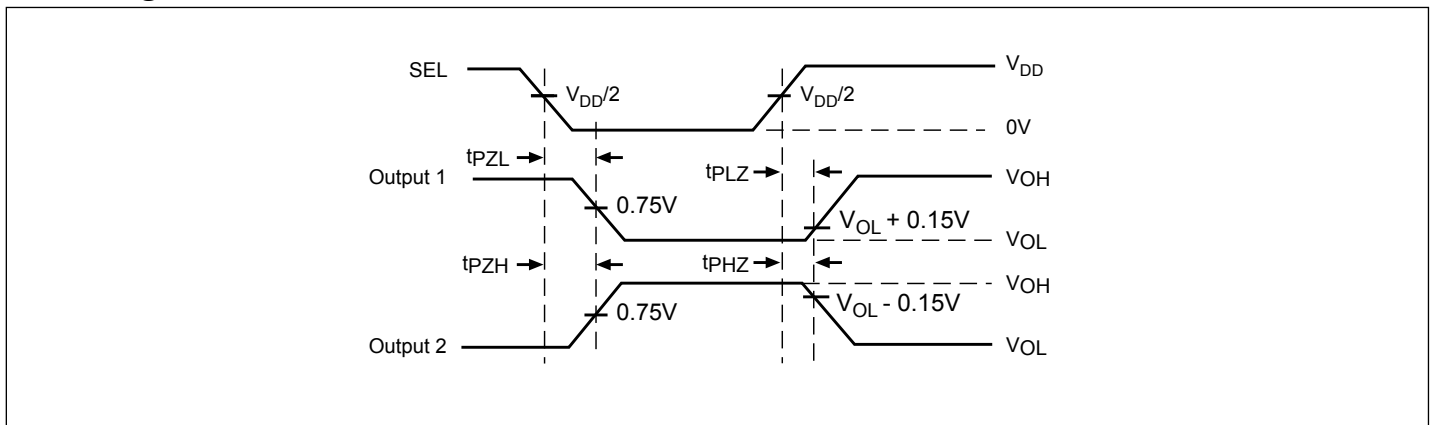 SEL
V_DD/2
V_DD/2
V_DD
0V
tPZL
tPLZ
Output 1
0.75V
V_OL + 0.15V
VOH
VOL
tPZH
tPHZ
VOH
0.75V
V_OL - 0.15V
Output 2
VOL